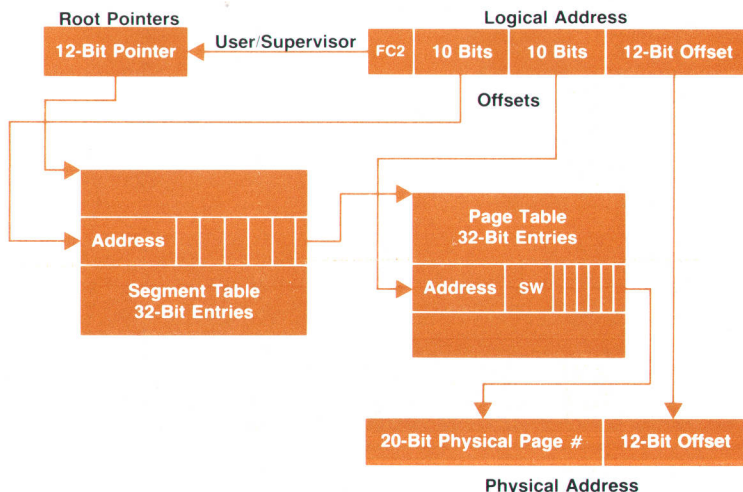 Root Pointers
Logical Address
12-Bit Pointer
User/Supervisor
FC2
10 Bits
10 Bits
12-Bit Offset
Offsets
Address
Segment Table
32-Bit Entries
Page Table
32-Bit Entries
Address
SW
20-Bit Physical Page #
12-Bit Offset
Physical Address